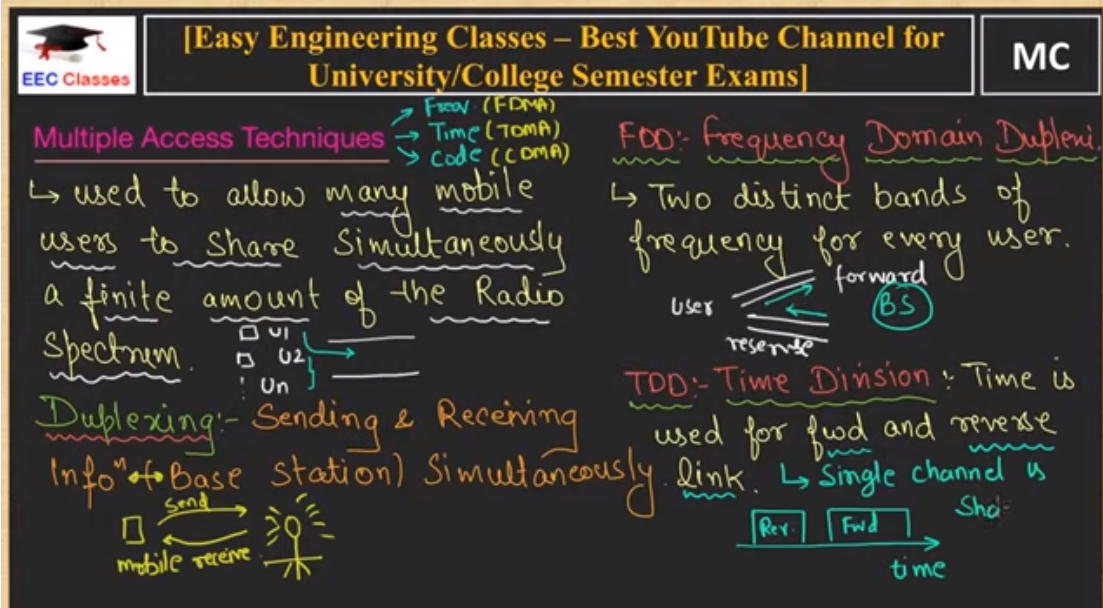 EEC Classes
[Easy Engineering Classes – Best YouTube Channel for
University/College Semester Exams]
MC
Multiple Access Techniques
→ Freq (FDMA)
→ Time (TDMA)
→ Code (CDMA)
↳ used to allow many mobile
users to share simultaneously
a finite amount of the Radio
Spectrum.
U1
U2
Un
Duplexing:- Sending & Receiving
Infoⁿ ↔ Base Station) Simultaneously.
send
mobile receive
FDD:- Frequency Domain Duplexi.
↳ Two distinct bands of
frequency for every user.
forward
User
BS
reserve
TDD:- Time Division :- Time is
used for fwd and reverse
link. ↳ Single channel is
Sha
Rev.
Fwd
time